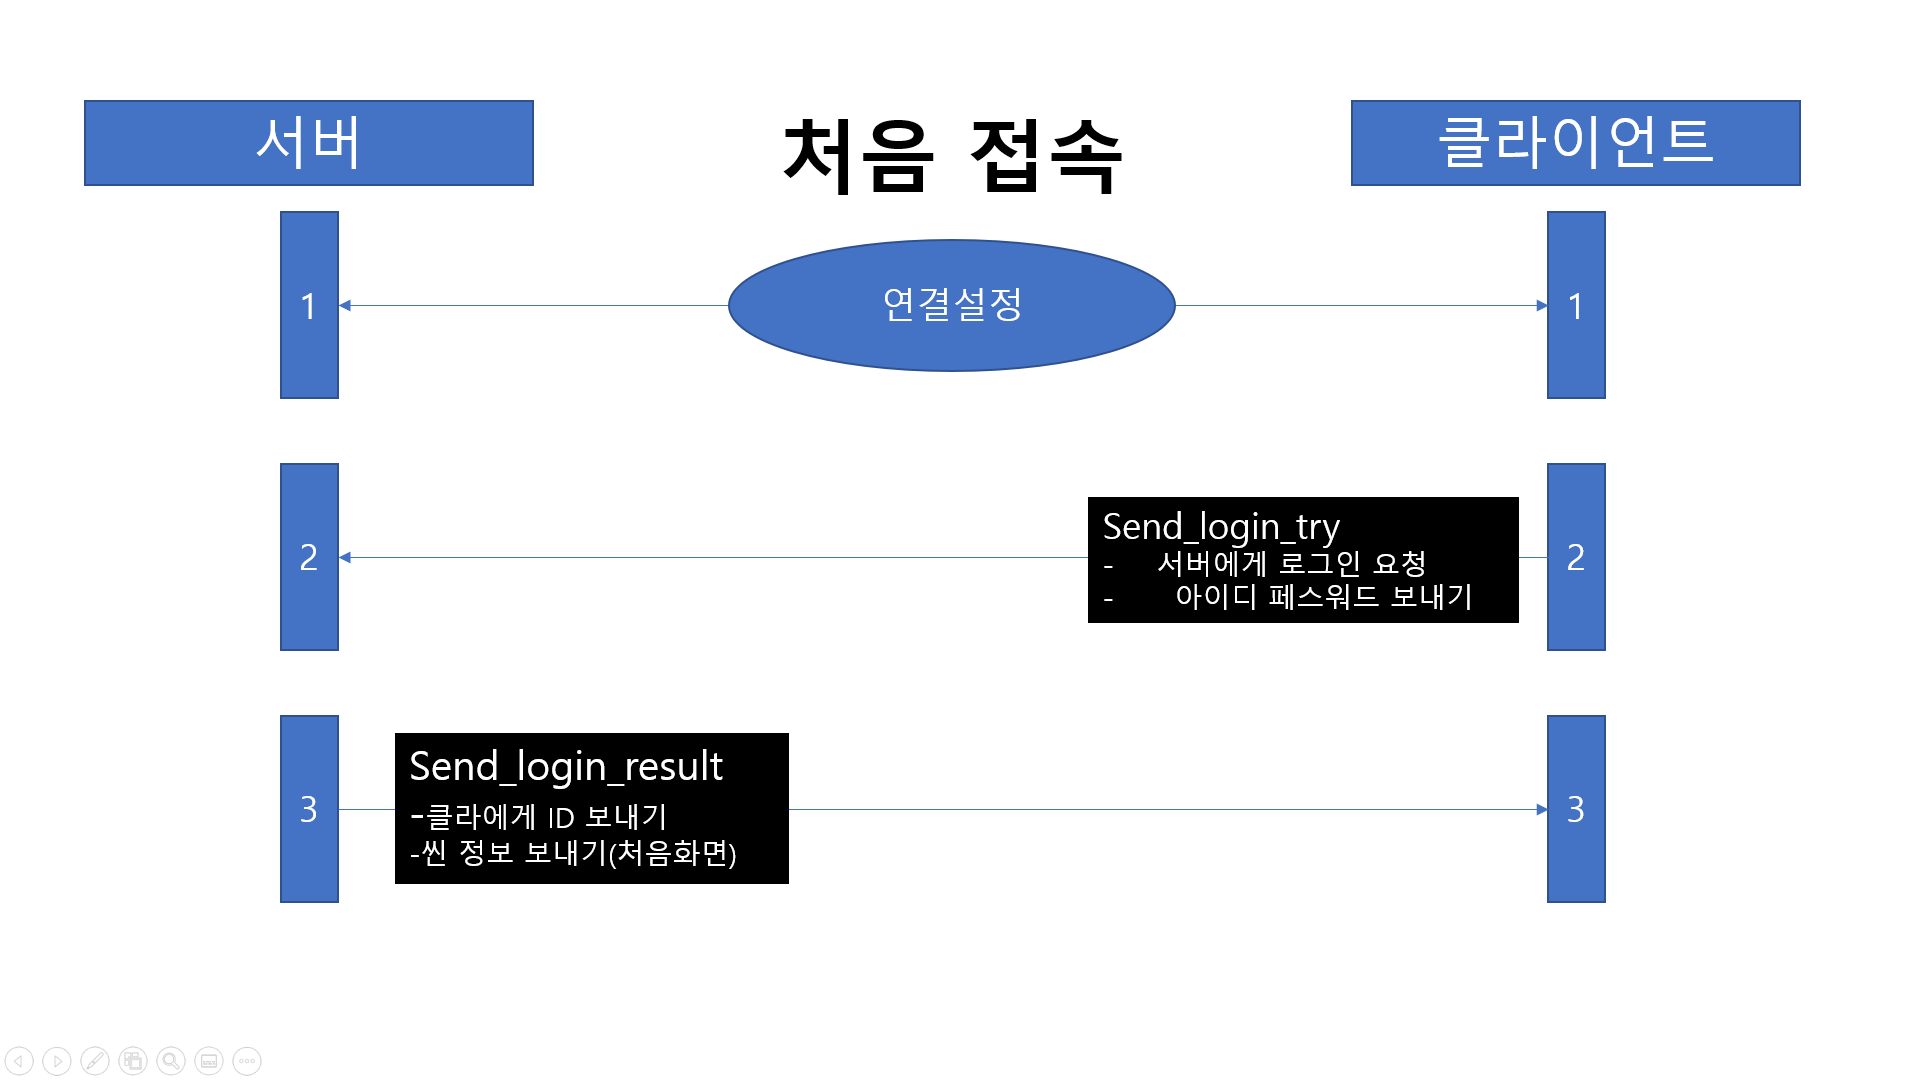 서버
처음 접속
클라이언트
1
연결설정
1
2
Send_login_try
- 서버에게 로그인 요청
- 아이디 페스워드 보내기
2
3
Send_login_result
-클라에게 ID 보내기
-씬 정보 보내기(처음화면)
3